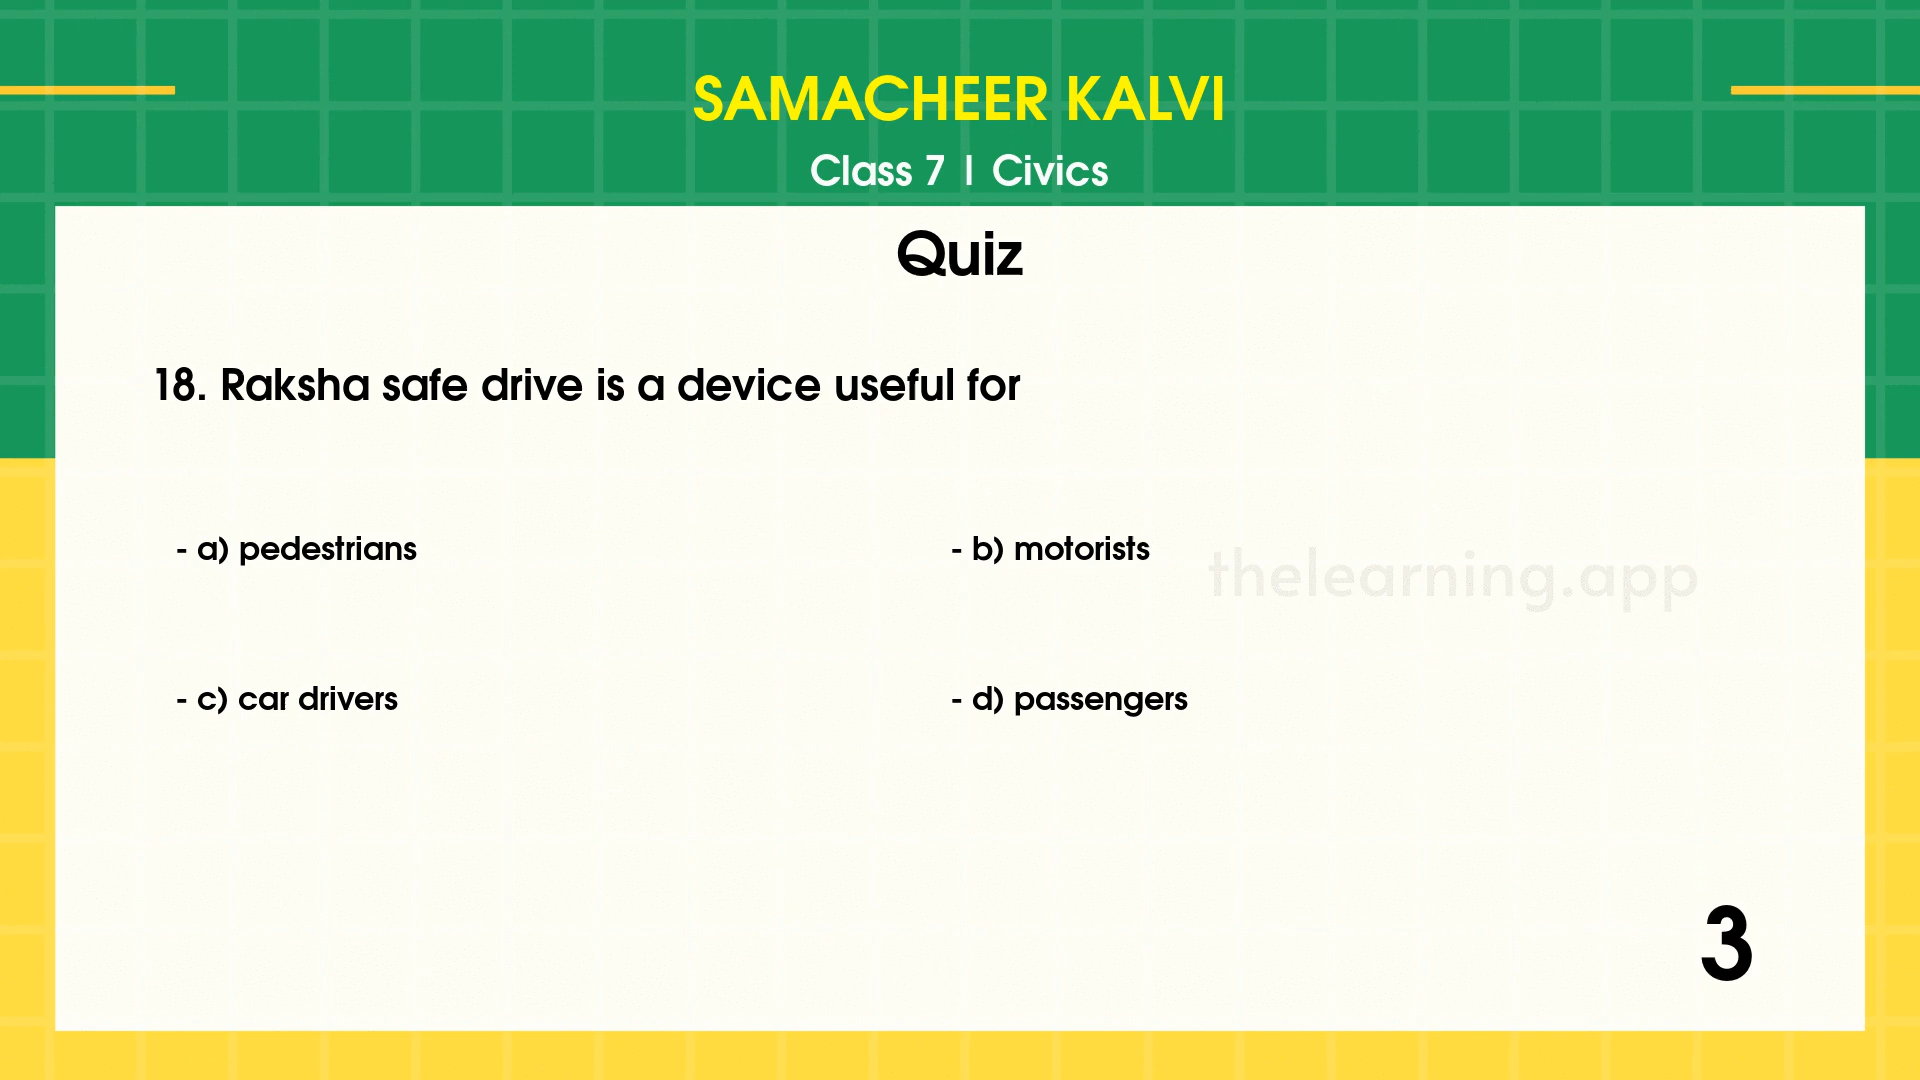 SAMACHEER KALVI
Class 7 | Civics
Quiz
18. Raksha safe drive is a device useful for
- a) pedestrians
- b) motorists
thelearning.app
- c) car drivers
- d) passengers
3